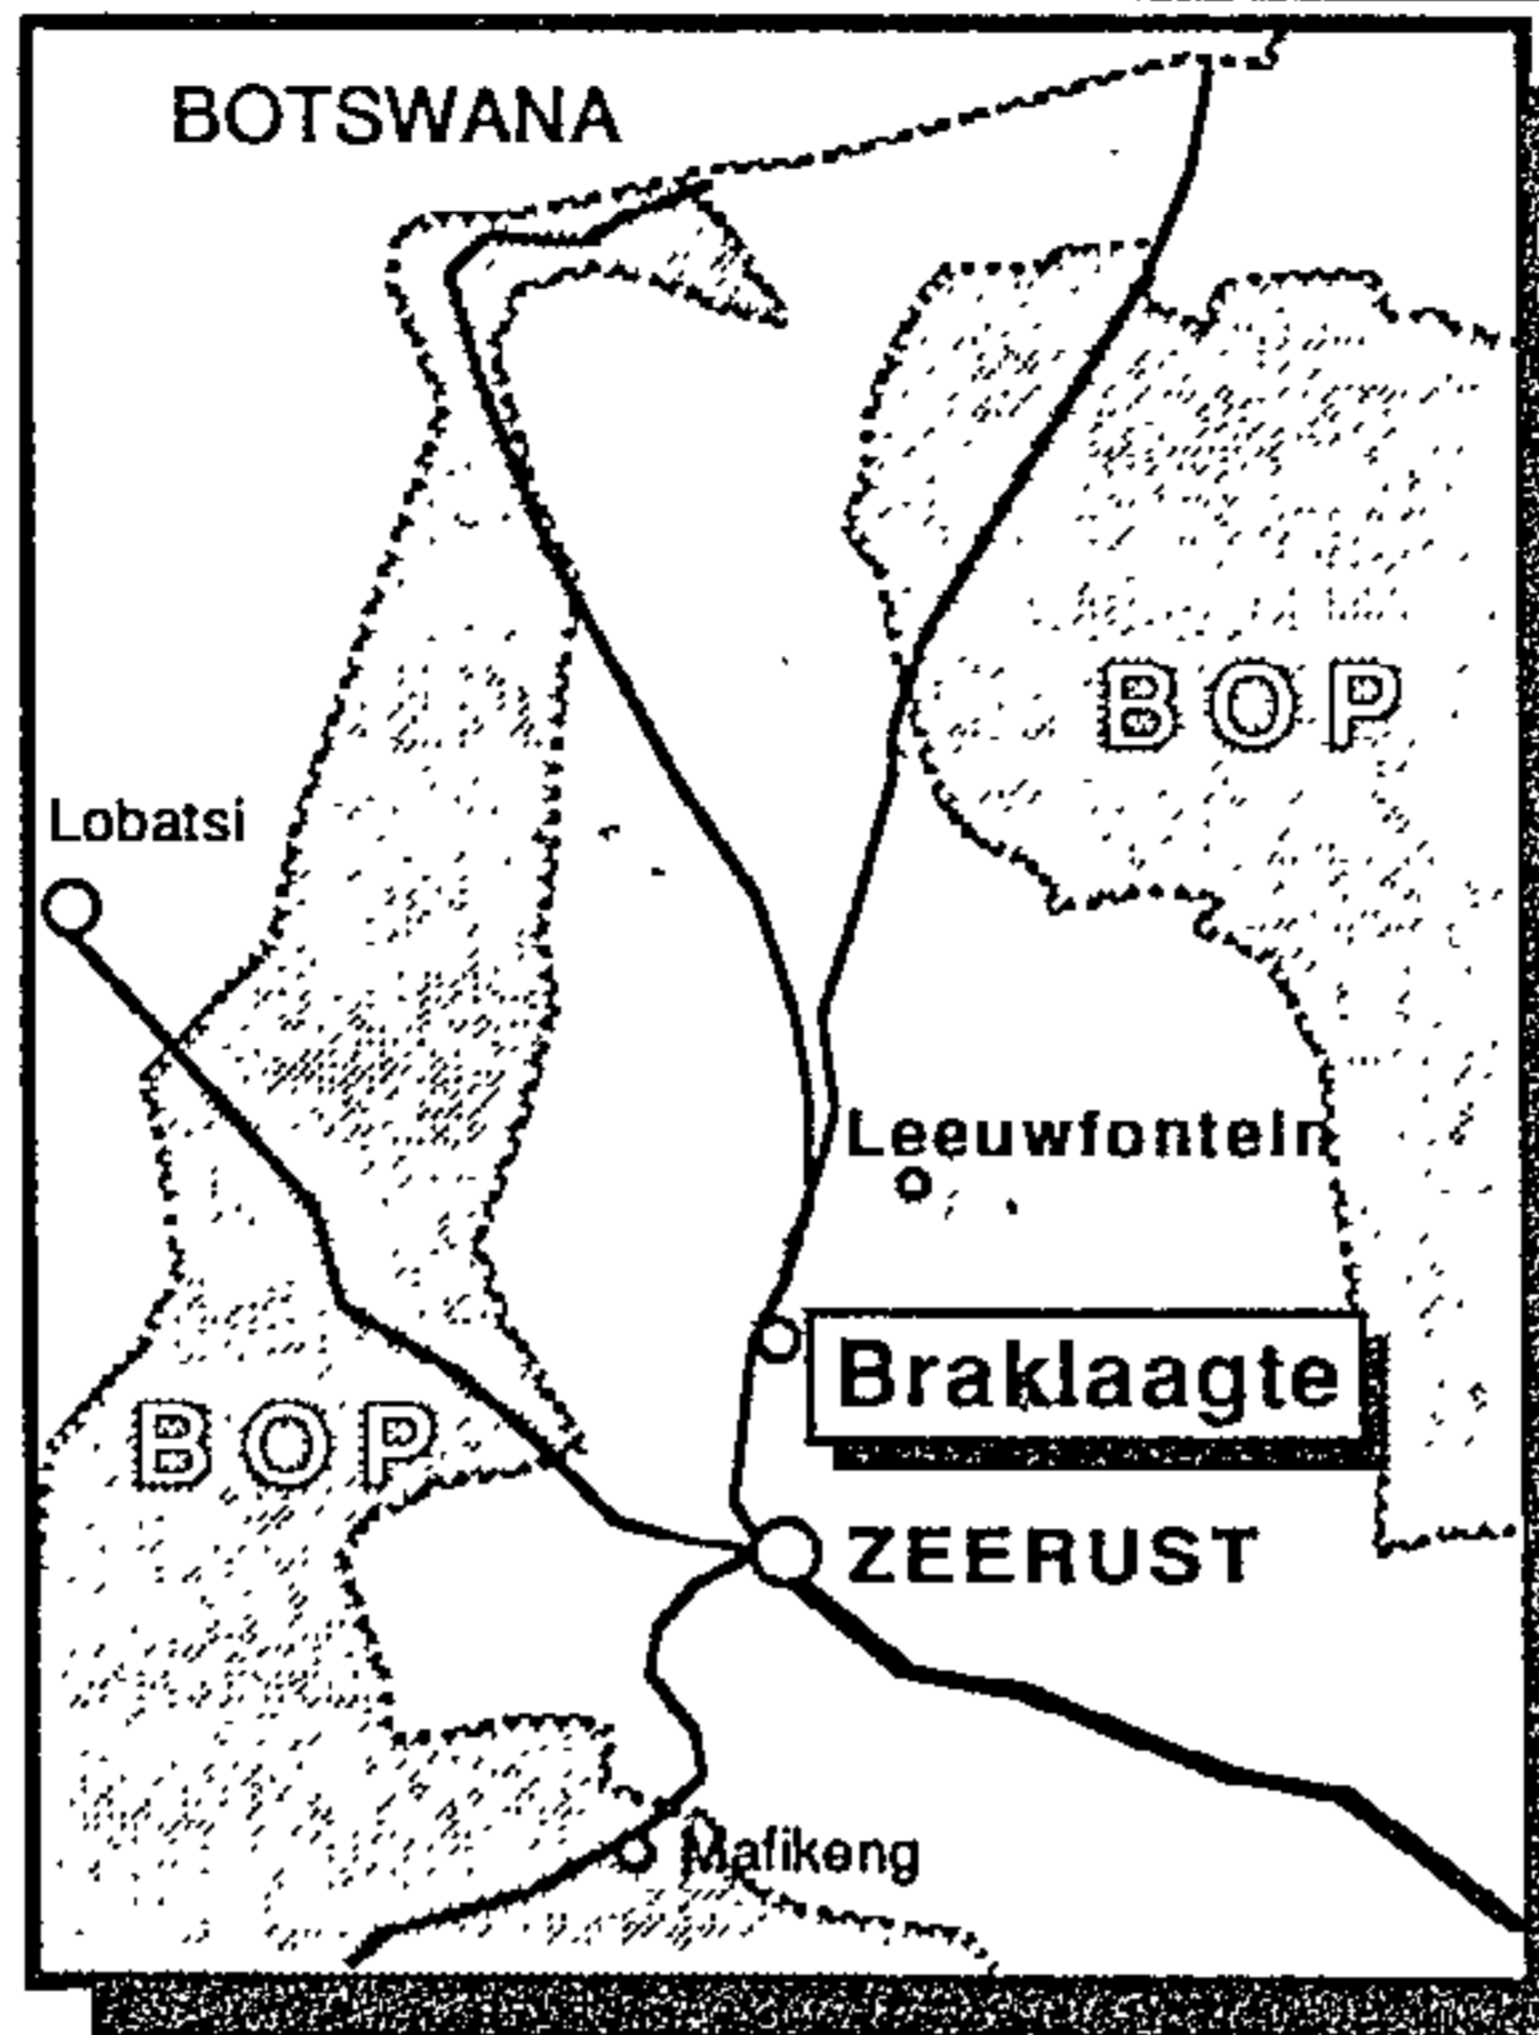 BOTSWANA
BOP
Lobatsi
Leeuwfontein
Braklaagte
BOP
ZEERUST
Mafikeng